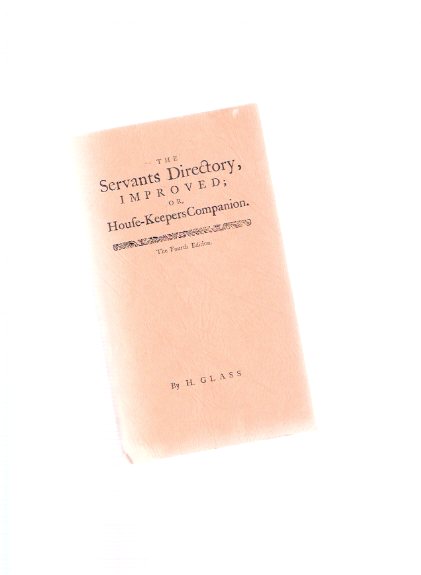 THE
Servants Directory,
IMPROVED;
OR,
Houſe-Keepers Companion.
The Fourth Edition.
By H. GLASS